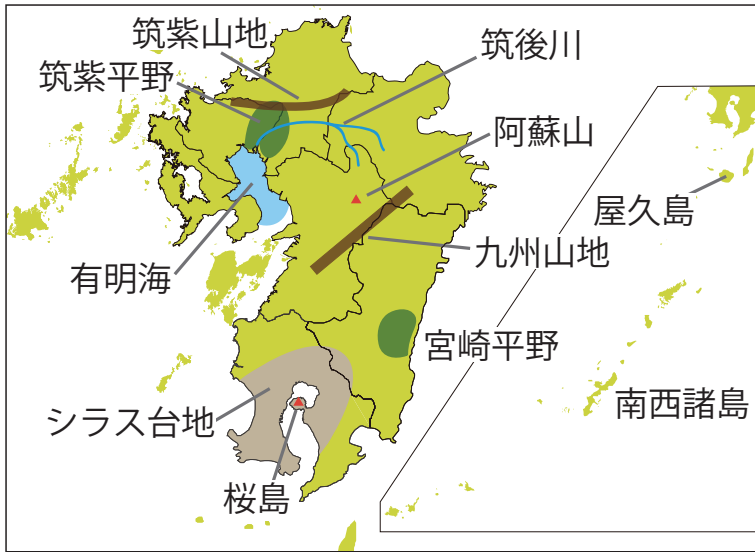 筑紫山地
筑後川
筑紫平野
阿蘇山
屋久島
九州山地
有明海
宮崎平野
南西諸島
シラス台地
桜島